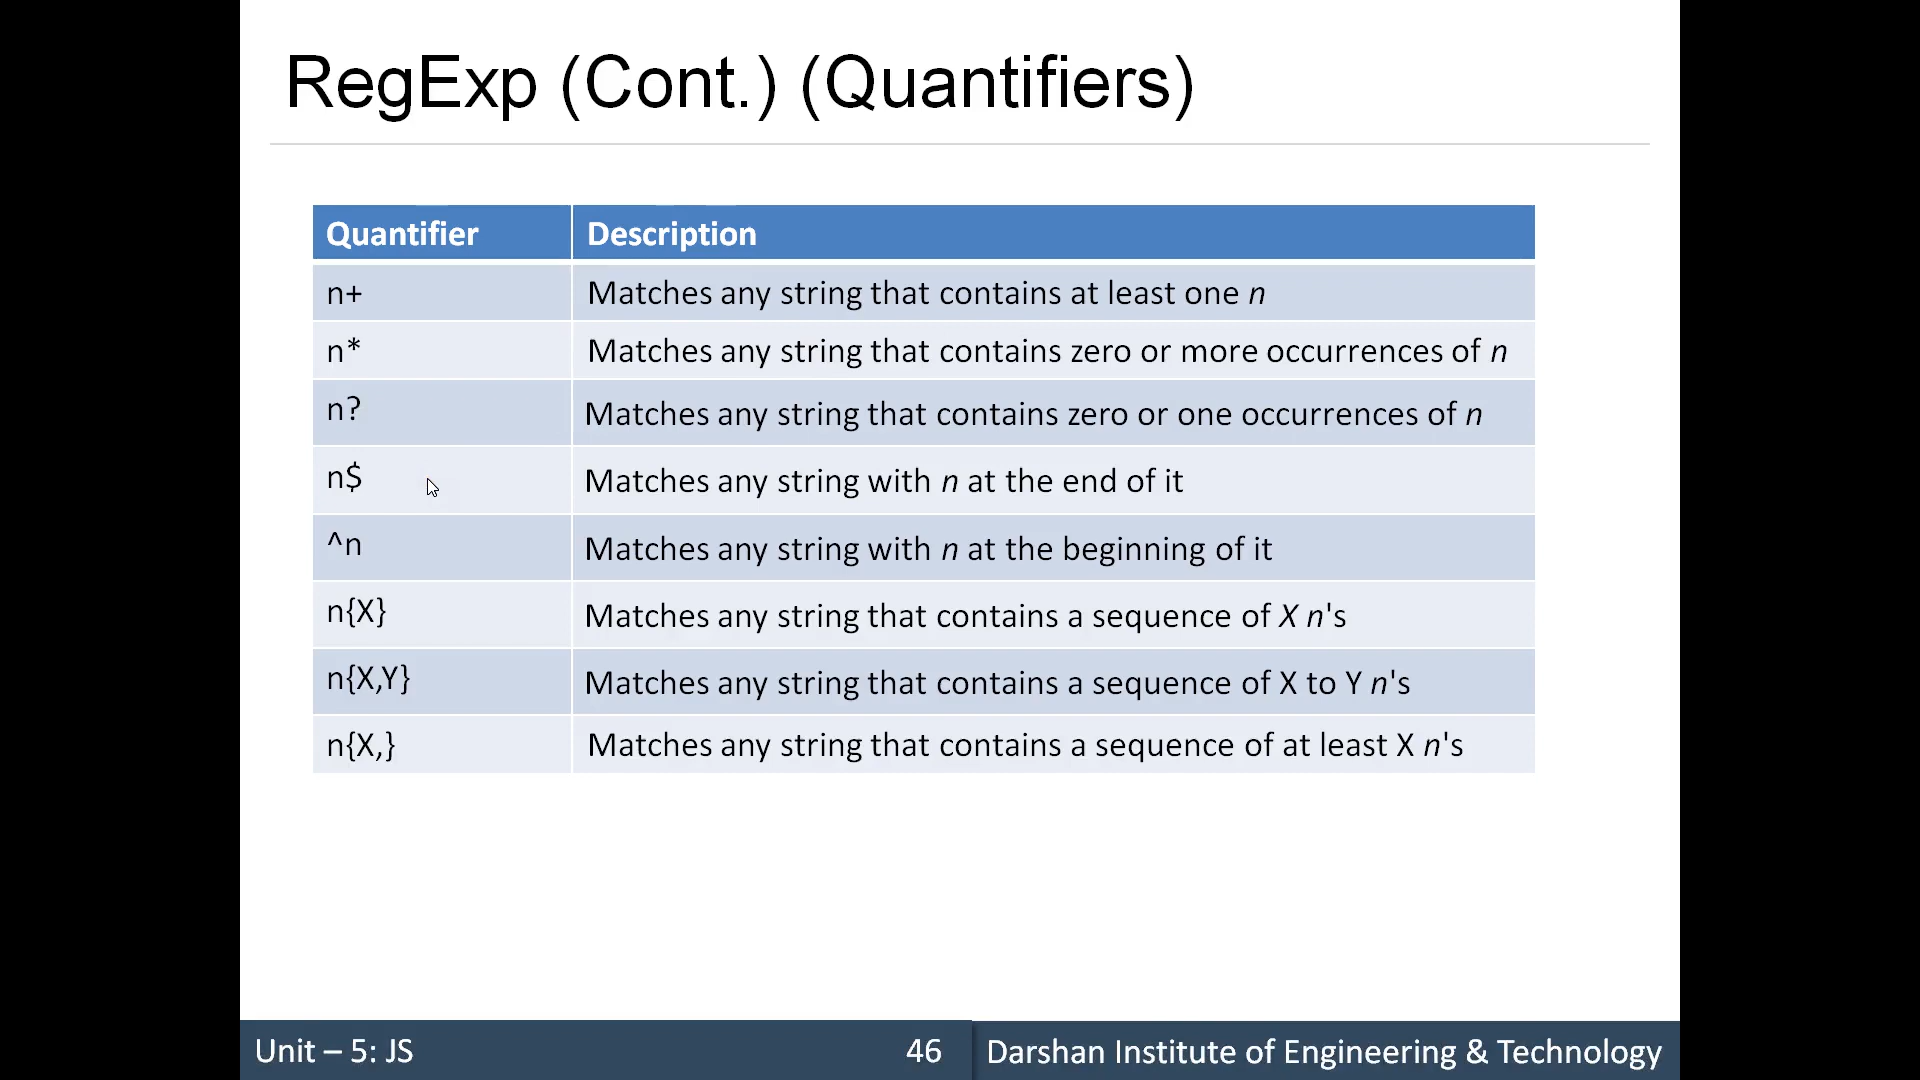 RegExp (Cont.) (Quantifiers)
Quantifier Description
n+ Matches any string that contains at least one n
n* Matches any string that contains zero or more occurrences of n
n? Matches any string that contains zero or one occurrences of n
n$ Matches any string with n at the end of it
^n Matches any string with n at the beginning of it
n{X} Matches any string that contains a sequence of X n's
n{X,Y} Matches any string that contains a sequence of X to Y n's
n{X,} Matches any string that contains a sequence of at least X n's
Unit – 5: JS 46 Darshan Institute of Engineering & Technology